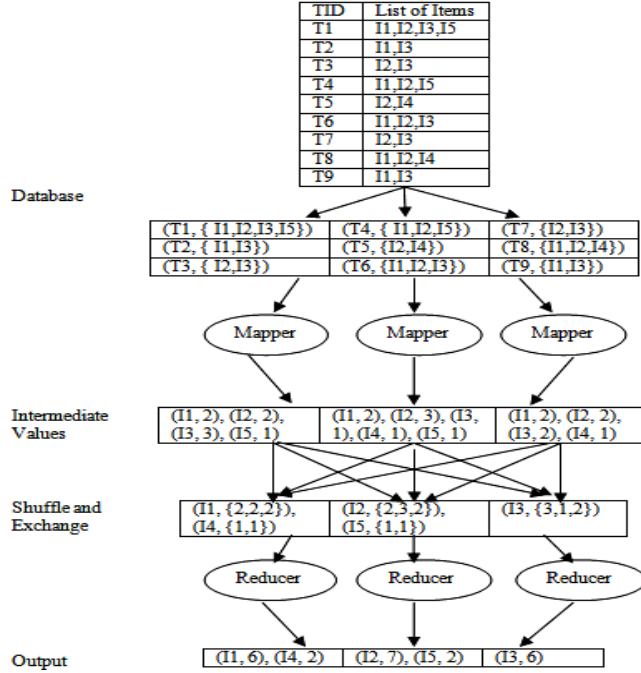 TID List of Items
T1 I1,I2,I3,I5
T2 I1,I3
T3 I2,I3
T4 I1,I2,I5
T5 I2,I4
T6 I1,I2,I3
T7 I2,I3
T8 I1,I2,I4
T9 I1,I3
Database
(T1, { I1,I2,I3,I5}) (T4, { I1,I2,I5}) (T7, {I2,I3})
(T2, { I1,I3}) (T5, {I2,I4}) (T8, {I1,I2,I4})
(T3, { I2,I3}) (T6, {I1,I2,I3}) (T9, {I1,I3})
Mapper Mapper Mapper
Intermediate
Values
(I1, 2), (I2, 2),
(I3, 3), (I5, 1)
(I1, 2), (I2, 3), (I3,
1), (I4, 1), (I5, 1)
(I1, 2), (I2, 2),
(I3, 2), (I4, 1)
Shuffle and
Exchange
(I1, {2,2,2}),
(I4, {1,1})
(I2, {2,3,2}),
(I5, {1,1})
(I3, {3,1,2})
Reducer Reducer Reducer
Output
(I1, 6), (I4, 2) (I2, 7), (I5, 2) (I3, 6)